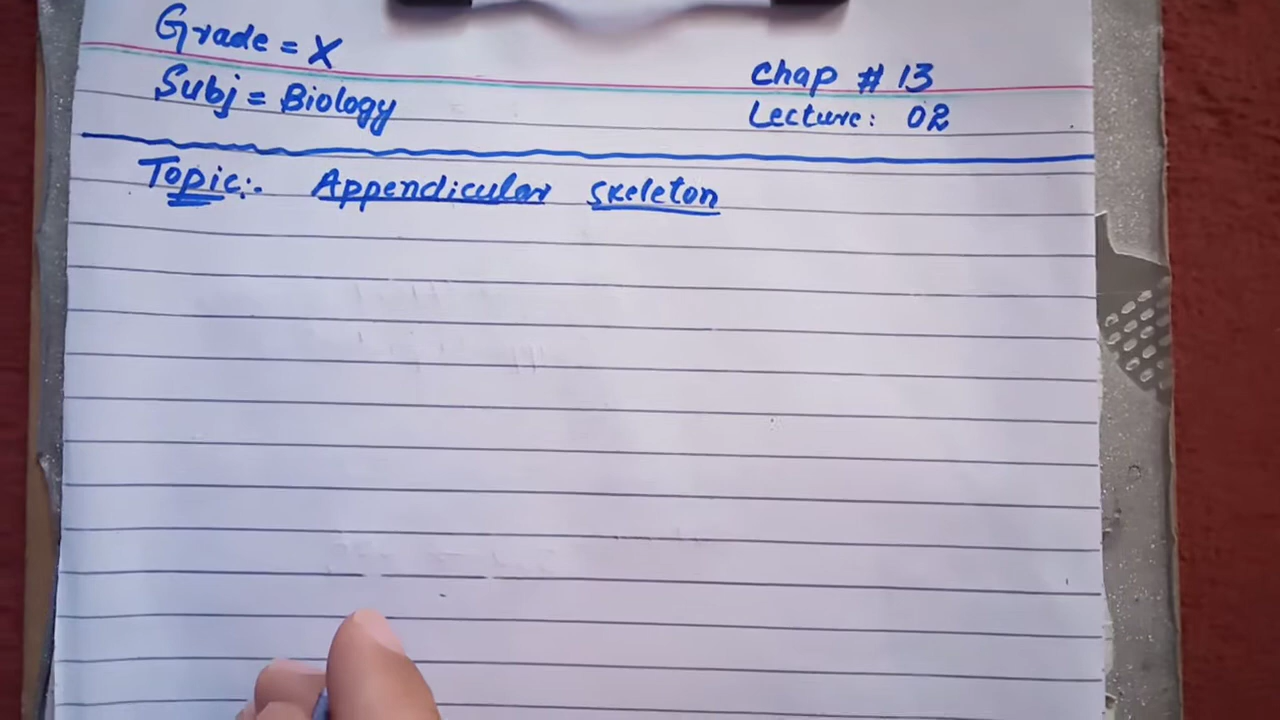 Grade = X
Subj = Biology
Chap # 13
Lecture: 02
Topic:. Appendicular skeleton